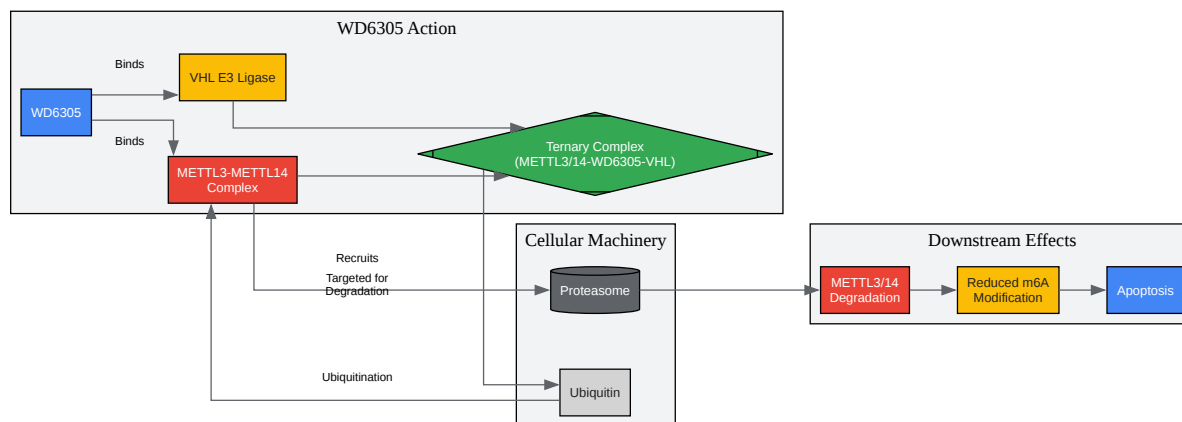 WD6305 Action
Binds
VHL E3 Ligase
WD6305
Binds
Ternary Complex
(METTL3/14-WD6305-VHL)
METTL3-METTL14
Complex
Cellular Machinery
Downstream Effects
Recruits
Targeted for
Degradation
Proteasome
METTL3/14
Degradation
Reduced m6A
Modification
Apoptosis
Ubiquitination
Ubiquitin